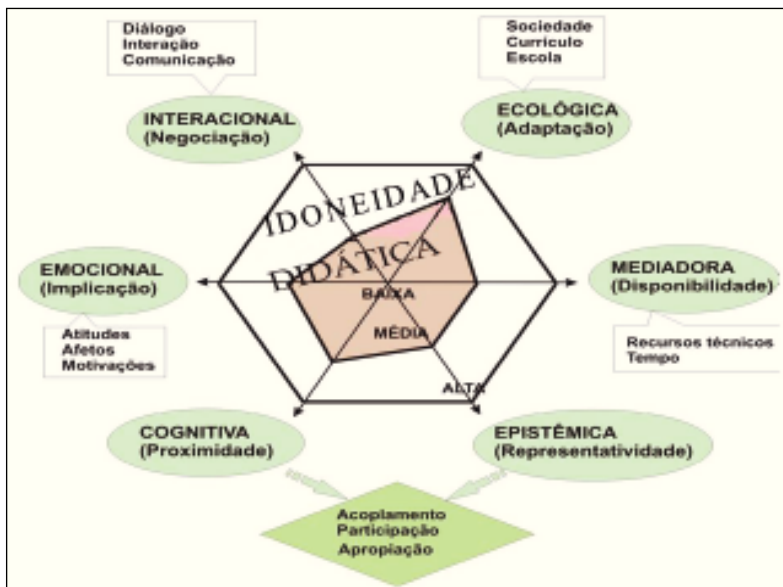 Diálogo
Interação
Comunicação
Sociedade
Currículo
Escola
INTERACIONAL
(Negociação)
ECOLÓGICA
(Adaptação)
IDONEIDADE
DIDÁTICA
EMOCIONAL
(Implicação)
BAIXA
MEDIADORA
(Disponibilidade)
MÉDIA
Atitudes
Afetos
Motivações
Recursos técnicos
Tempo
ALTA
COGNITIVA
(Proximidade)
EPISTÊMICA
(Representatividade)
Acoplamento
Participação
Apropiação